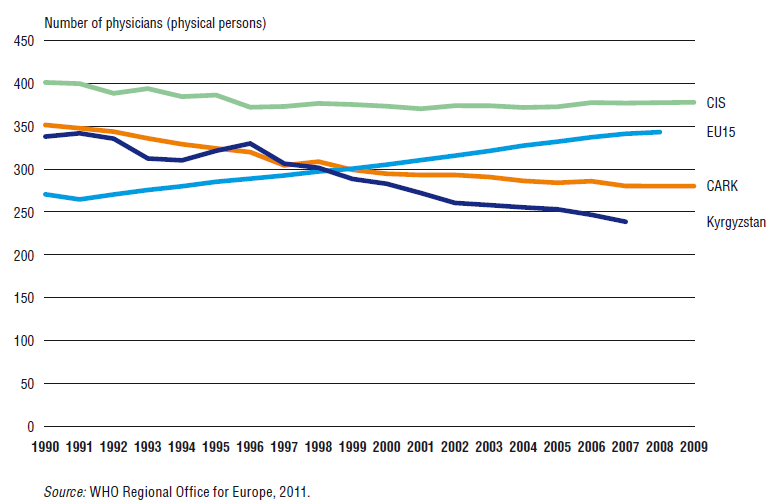 Number of physicians (physical persons)
450
400
350
300
250
200
150
100
50
0
CIS
EU15
CARK
Kyrgyzstan
1990 1991 1992 1993 1994 1995 1996 1997 1998 1999 2000 2001 2002 2003 2004 2005 2006 2007 2008 2009
Source: WHO Regional Office for Europe, 2011.